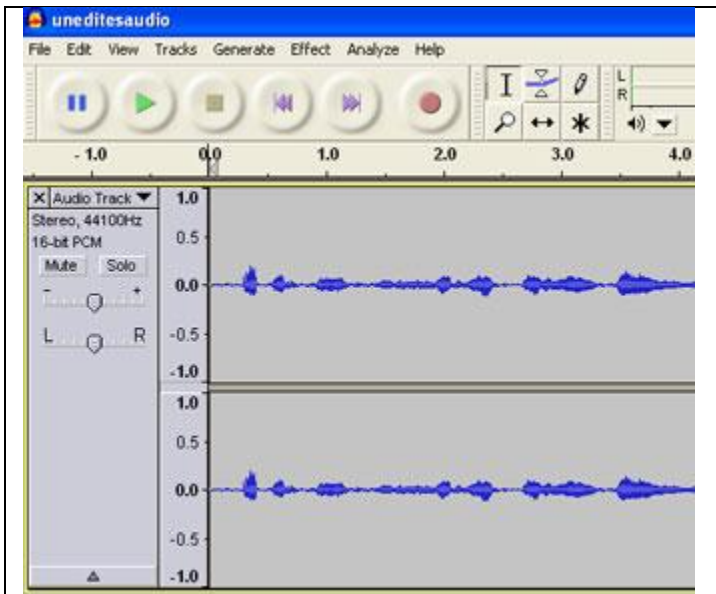 uneditesaudio
File Edit View Tracks Generate Effect Analyze Help
L
R
- 1.0 0.0 1.0 2.0 3.0 4.0
X Audio Track
Stereo, 44100Hz
16-bit PCM
Mute Solo
- +
L R
1.0
0.5
0.0
-0.5
-1.0
1.0
0.5
0.0
-0.5
-1.0